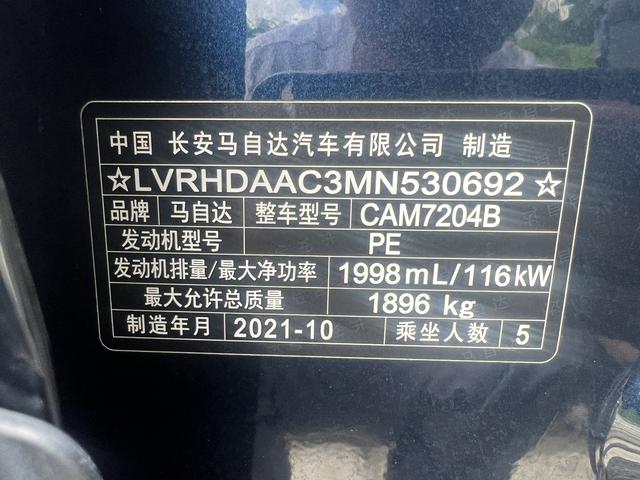 中国 长安马自达汽车有限公司 制造
☆LVRHDAAC3MN530692☆
品牌 马自达 整车型号 CAM7204B
发动机型号 PE
发动机排量/最大净功率 1998mL/116kW
最大允许总质量 1896 kg
制造年月 2021-10 乘坐人数 5